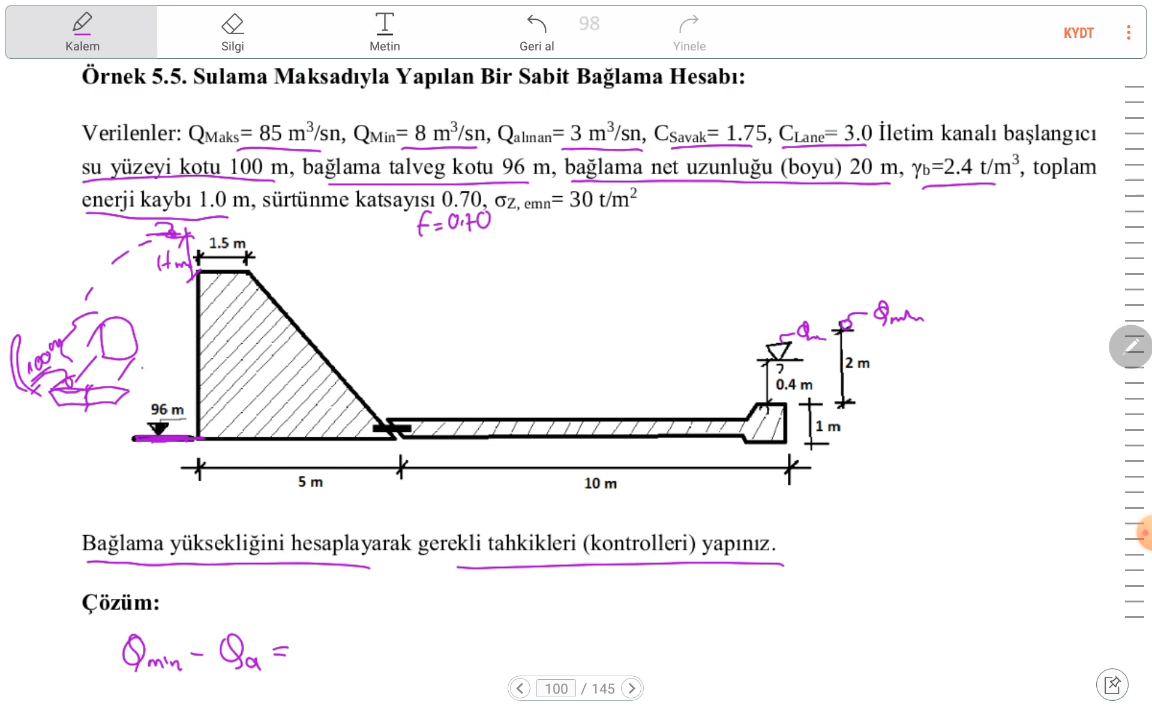 98
Kalem Silgi Metin Geri al Yinele KYDT
Örnek 5.5. Sulama Maksadıyla Yapılan Bir Sabit Bağlama Hesabı:
Verilenler: QMaks= 85 m³/sn, QMin= 8 m³/sn, Qalınan= 3 m³/sn, CSavak= 1.75, CLane= 3.0 İletim kanalı başlangıcı
su yüzeyi kotu 100 m, bağlama talveg kotu 96 m, bağlama net uzunluğu (boyu) 20 m, γb=2.4 t/m³, toplam
enerji kaybı 1.0 m, sürtünme katsayısı 0.70, σZ, emn= 30 t/m²
f=0.70
1.5 m
100m
Qmin
2 m
0.4 m
96 m
1 m
5 m
10 m
Bağlama yüksekliğini hesaplayarak gerekli tahkikleri (kontrolleri) yapınız.
Çözüm:
Qmin - Qa =
100 / 145